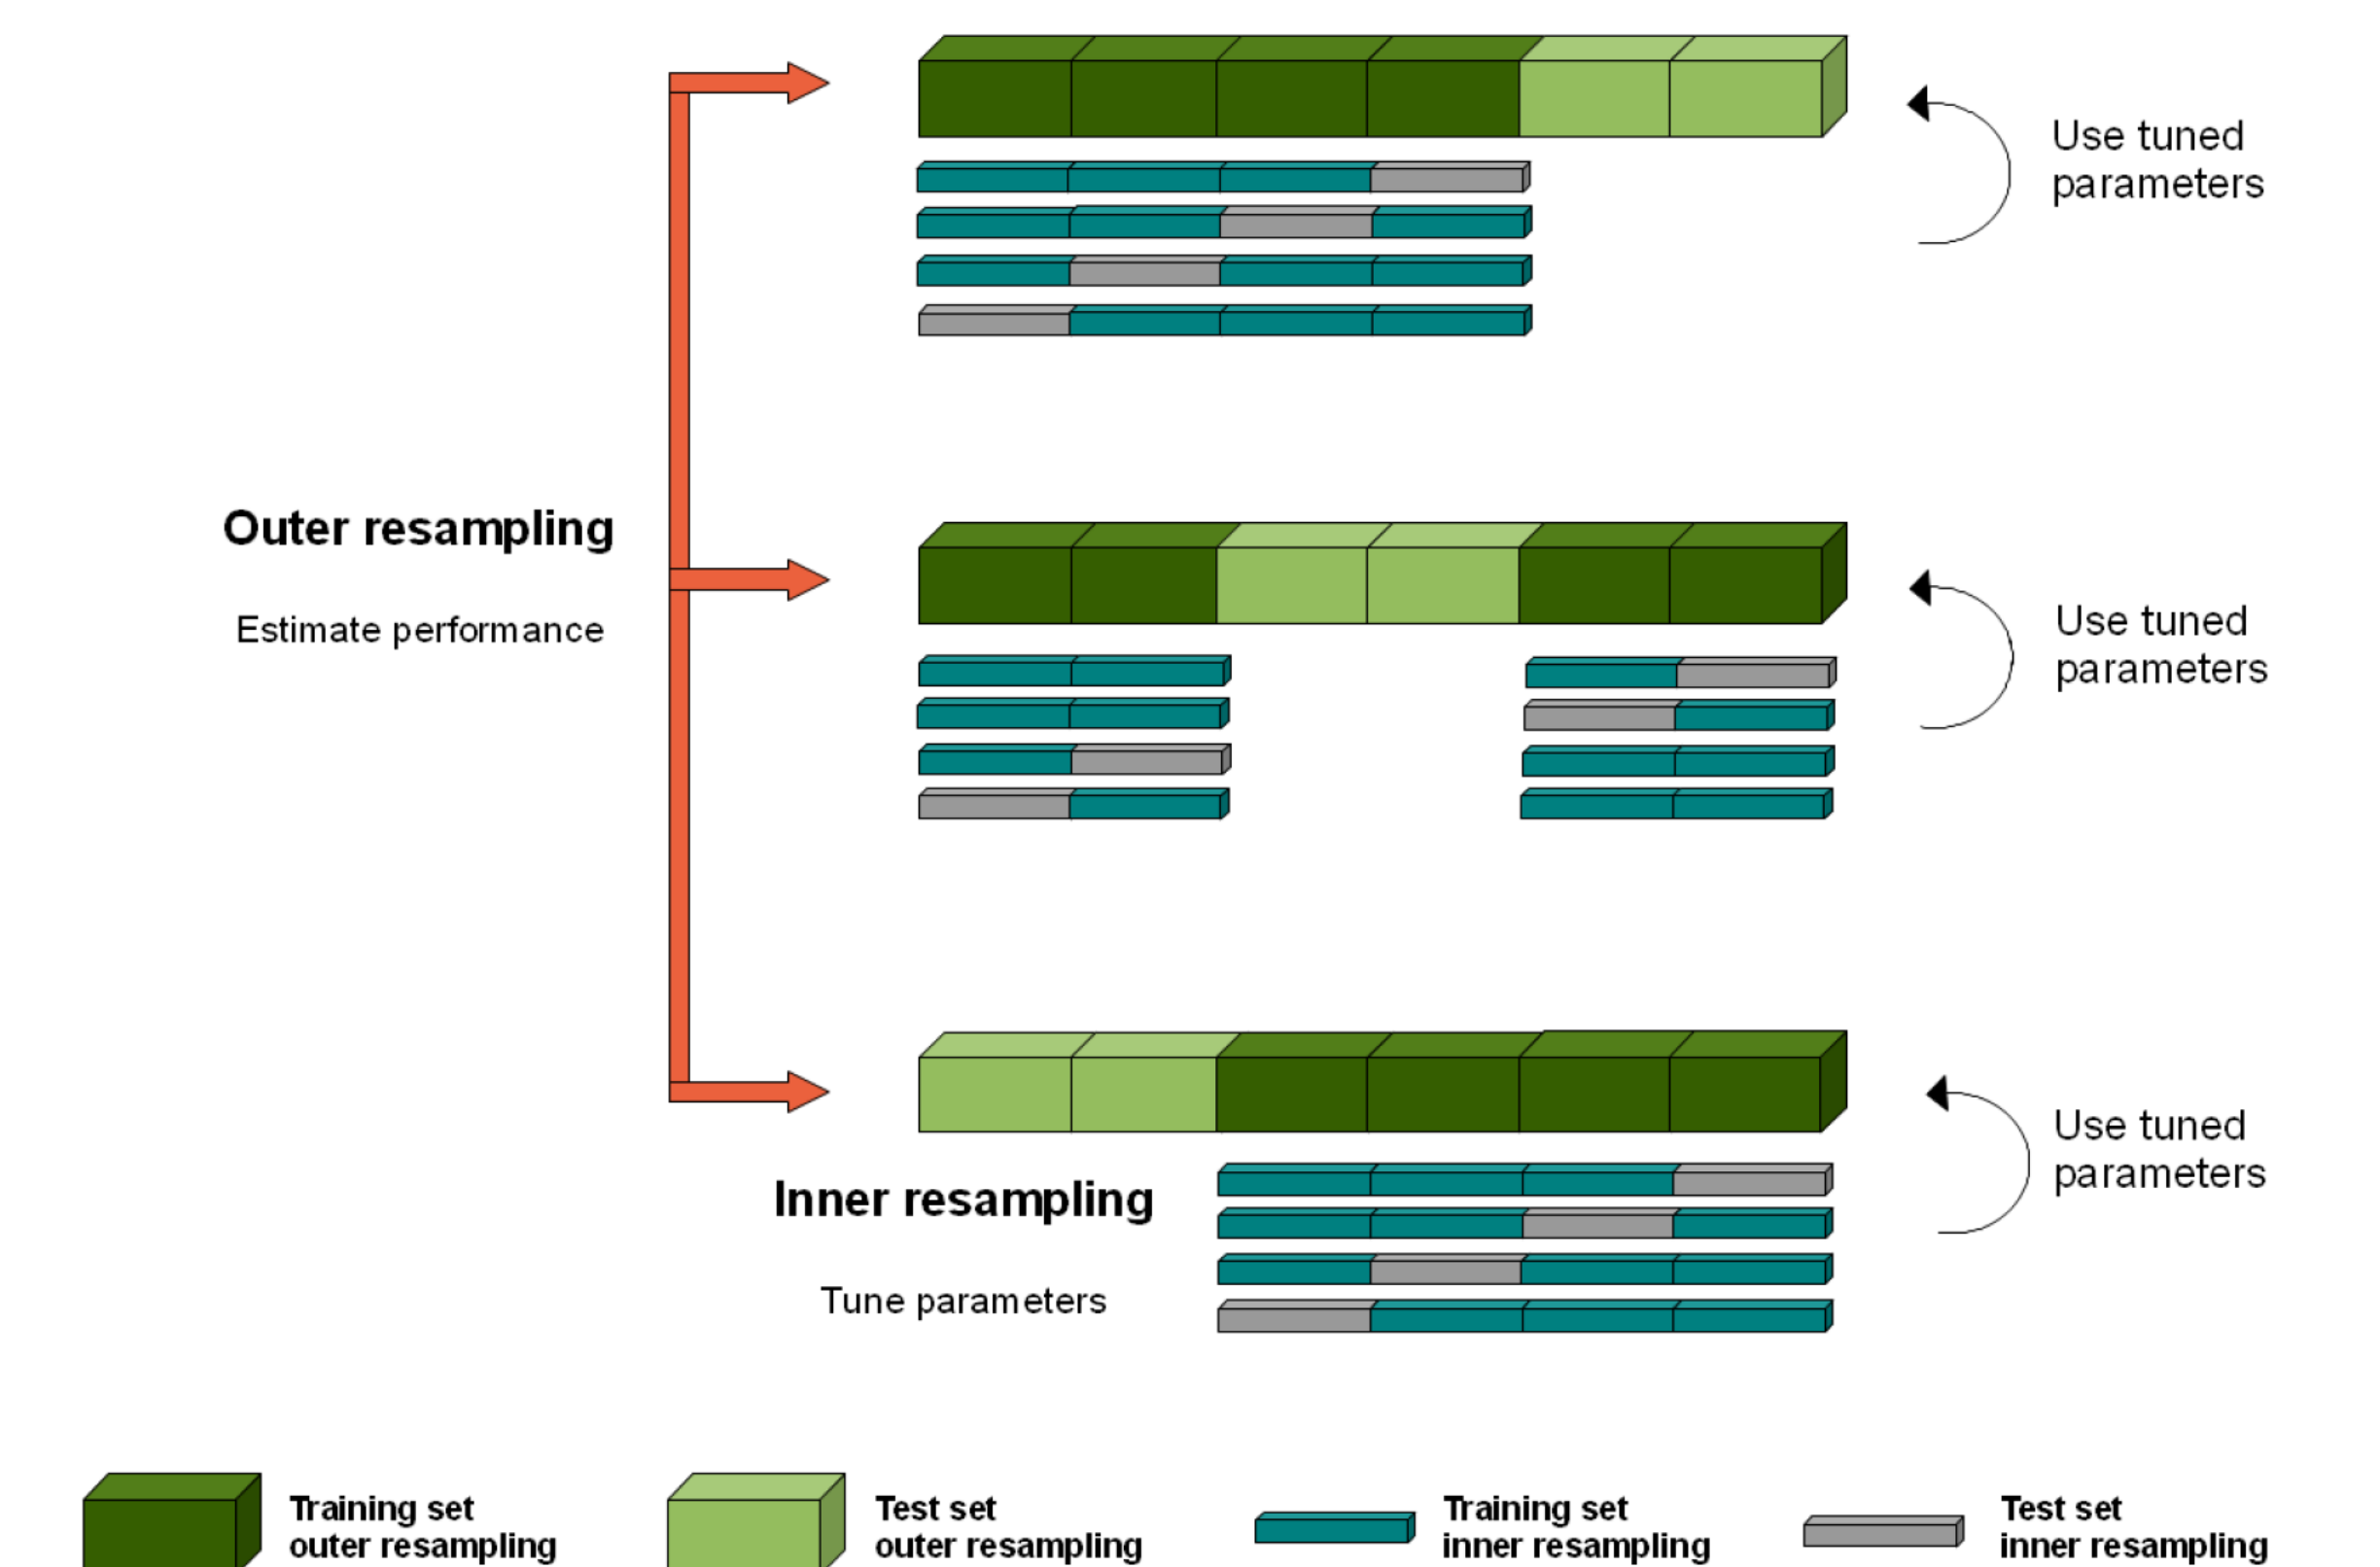 Use tuned
parameters
Outer resampling
Estimate performance
Use tuned
parameters
Use tuned
parameters
Inner resampling
Tune parameters
Training set
outer resampling
Test set
outer resampling
Training set
inner resampling
Test set
inner resampling